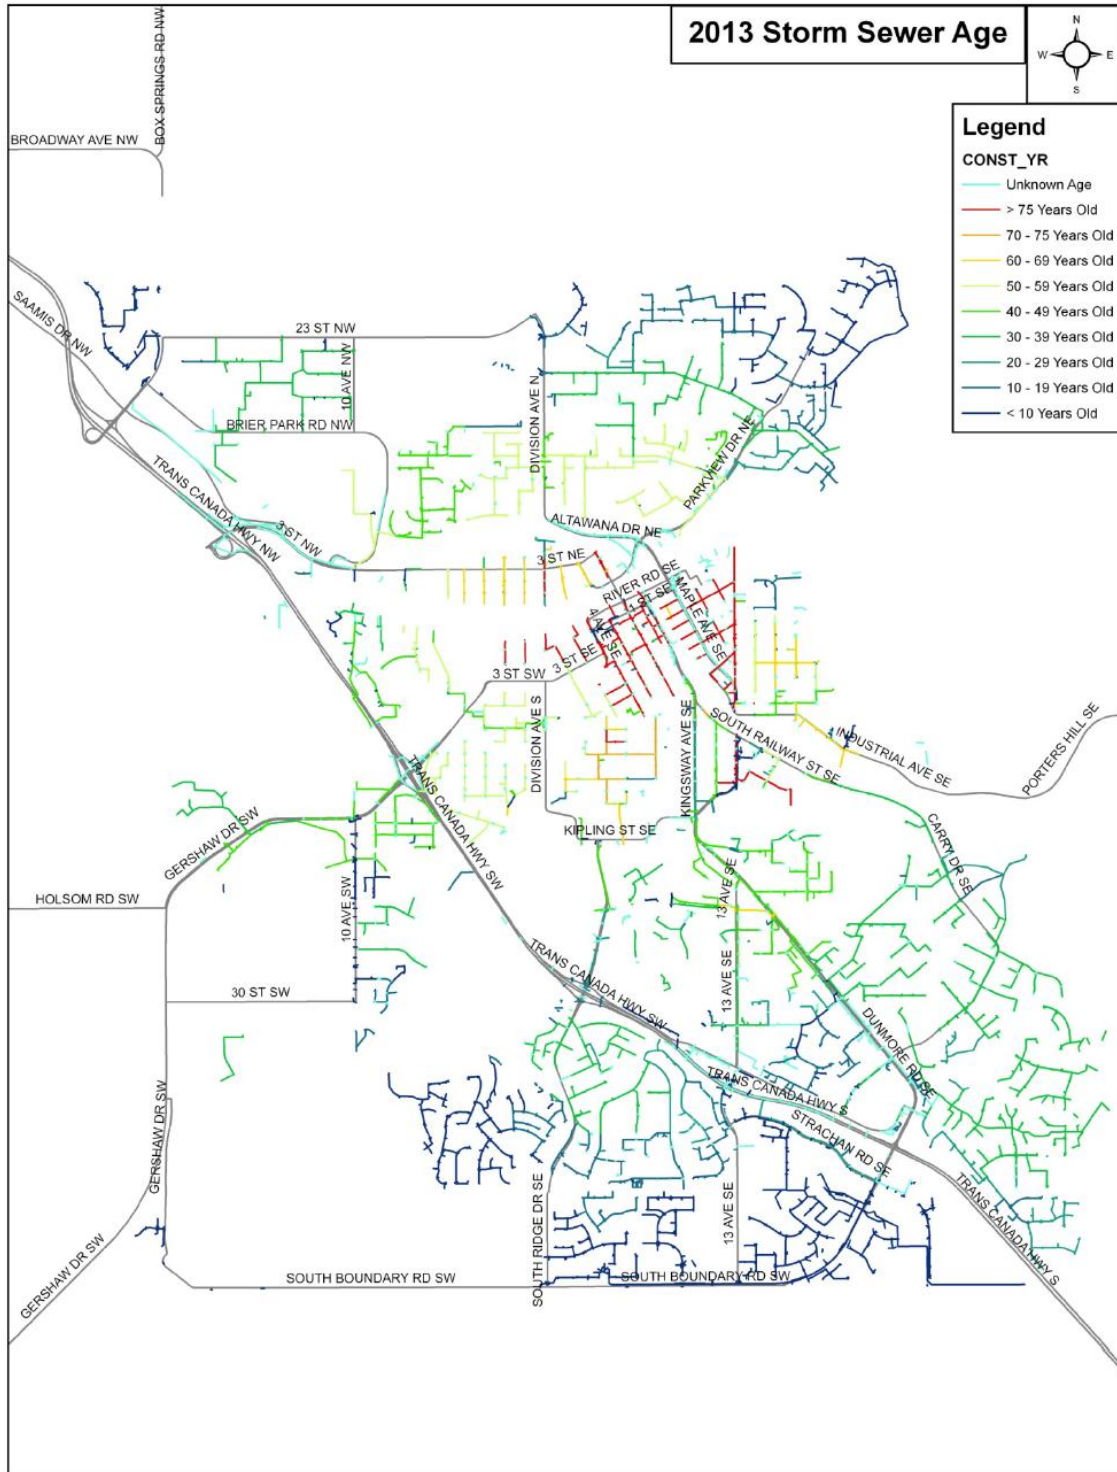 2013 Storm Sewer Age
N
W E
S
Legend
CONST_YR
Unknown Age
> 75 Years Old
70 - 75 Years Old
60 - 69 Years Old
50 - 59 Years Old
40 - 49 Years Old
30 - 39 Years Old
20 - 29 Years Old
10 - 19 Years Old
< 10 Years Old
BOX SPRINGS RD NW
BROADWAY AVE NW
SAAMIS DR NW
23 ST NW
10 AVE NW
DIVISION AVE N
BRIER PARK RD NW
PARKVIEW DR NE
TRANS CANADA HWY NW
3 ST NW
ALTAWANA DR NE
3 ST NE
RIVER RD SE
1 ST SE
MAPLE AVE SE
4 AVE SE
3 ST SE
3 ST SW
DIVISION AVE S
KINGSWAY AVE SE
SOUTH RAILWAY ST SE
INDUSTRIAL AVE SE
PORTERS HILL SE
TRANS CANADA HWY SW
KIPLING ST SE
GERSHAW DR SW
CARRY DR SE
HOLSOM RD SW
10 AVE SW
13 AVE SE
TRANS CANADA HWY SW
13 AVE SE
30 ST SW
DUNMORE RD SE
TRANS CANADA HWY S
STRACHAN RD SE
GERSHAW DR SW
SOUTH RIDGE DR SE
13 AVE SE
TRANS CANADA HWY S
GERSHAW DR SW
SOUTH BOUNDARY RD SW
SOUTH BOUNDARY RD SW